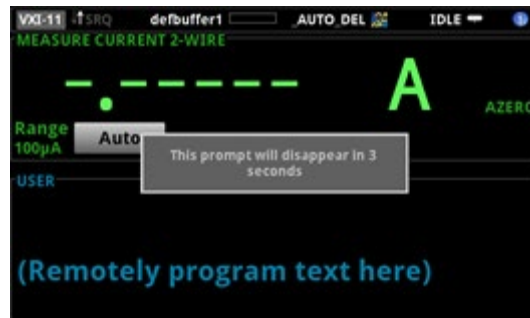 VXI-11 SRQ defbuffer1 _AUTO_DEL IDLE
MEASURE CURRENT 2-WIRE
-.----- A
AZERO
Range
100µA Auto
This prompt will disappear in 3
seconds
USER
(Remotely program text here)